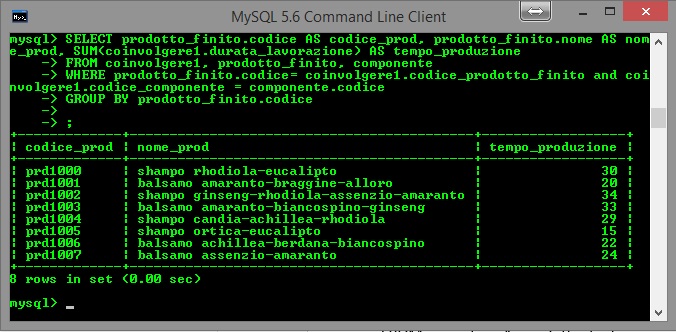 MySQL 5.6 Command Line Client
mysql> SELECT prodotto_finito.codice AS codice_prod, prodotto_finito.nome AS nom
e_prod, SUM(coinvolgere1.durata_lavorazione) AS tempo_produzione
-> FROM coinvolgere1, prodotto_finito, componente
-> WHERE prodotto_finito.codice= coinvolgere1.codice_prodotto_finito and coi
nvolgere1.codice_componente = componente.codice
-> GROUP BY prodotto_finito.codice
->
-> ;
+-------------+--------------------------------------+------------------+
| codice_prod | nome_prod | tempo_produzione |
+-------------+--------------------------------------+------------------+
| prd1000 | shampo rhodiola-eucalipto | 30 |
| prd1001 | balsamo amaranto-braggine-alloro | 20 |
| prd1002 | shampo ginseng-rhodiola-assenzio-amaranto | 34 |
| prd1003 | balsamo amaranto-biancospino-ginseng | 33 |
| prd1004 | shampo candia-achillea-rhodiola | 29 |
| prd1005 | shampo ortica-eucalipto | 15 |
| prd1006 | balsamo achillea-berdana-biancospino | 22 |
| prd1007 | balsamo assenzio-amaranto | 24 |
+-------------+--------------------------------------+------------------+
8 rows in set (0.00 sec)
mysql> _